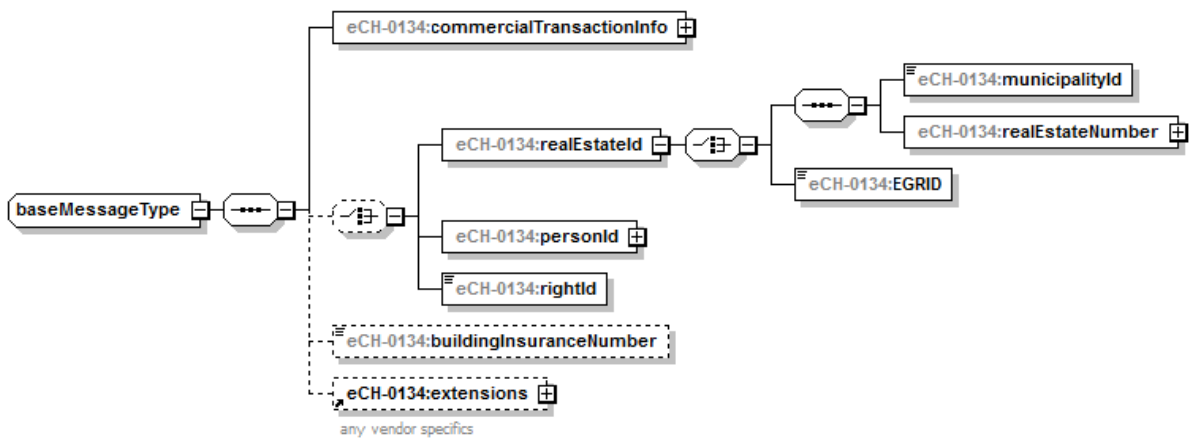 eCH-0134:commercialTransactionInfo
eCH-0134:municipalityId
eCH-0134:realEstateId
eCH-0134:realEstateNumber
eCH-0134:EGRID
baseMessageType
eCH-0134:personId
eCH-0134:rightId
eCH-0134:buildingInsuranceNumber
eCH-0134:extensions
any vendor specifics